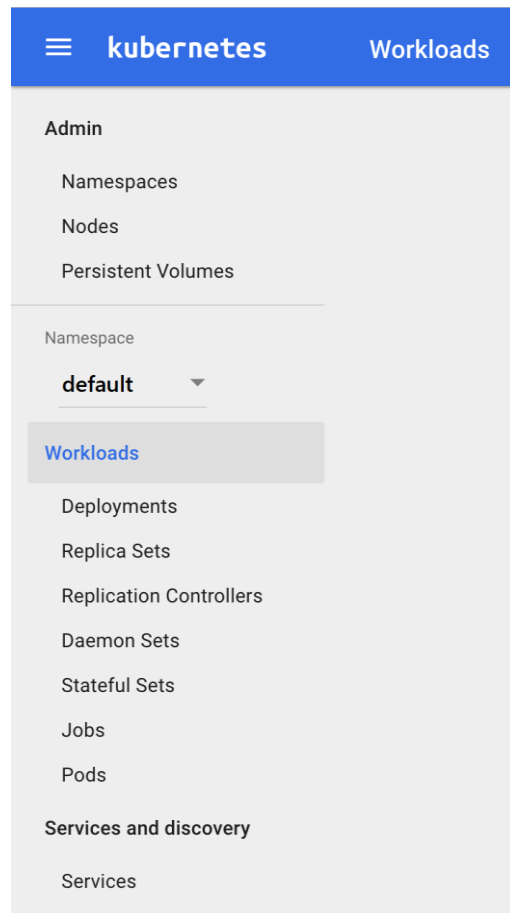 kubernetes Workloads
Admin
Namespaces
Nodes
Persistent Volumes
Namespace
default
Workloads
Deployments
Replica Sets
Replication Controllers
Daemon Sets
Stateful Sets
Jobs
Pods
Services and discovery
Services